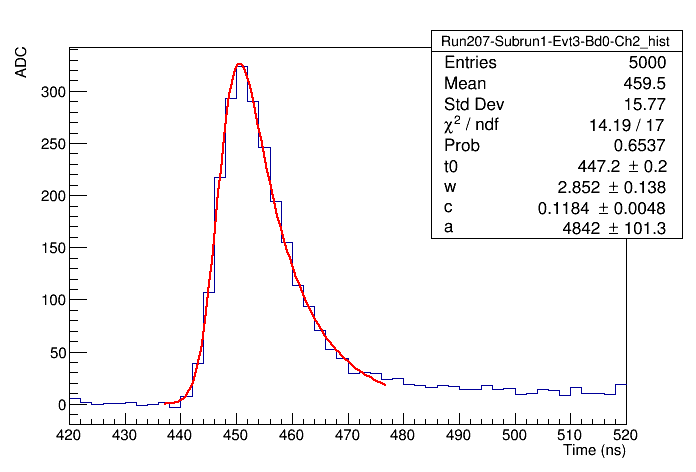 ADC
Run207-Subrun1-Evt3-Bd0-Ch2_hist
Entries 5000
Mean 459.5
Std Dev 15.77
χ² / ndf 14.19 / 17
Prob 0.6537
t0 447.2 ± 0.2
w 2.852 ± 0.138
c 0.1184 ± 0.0048
a 4842 ± 101.3
300
250
200
150
100
50
0
420 430 440 450 460 470 480 490 500 510 520
Time (ns)